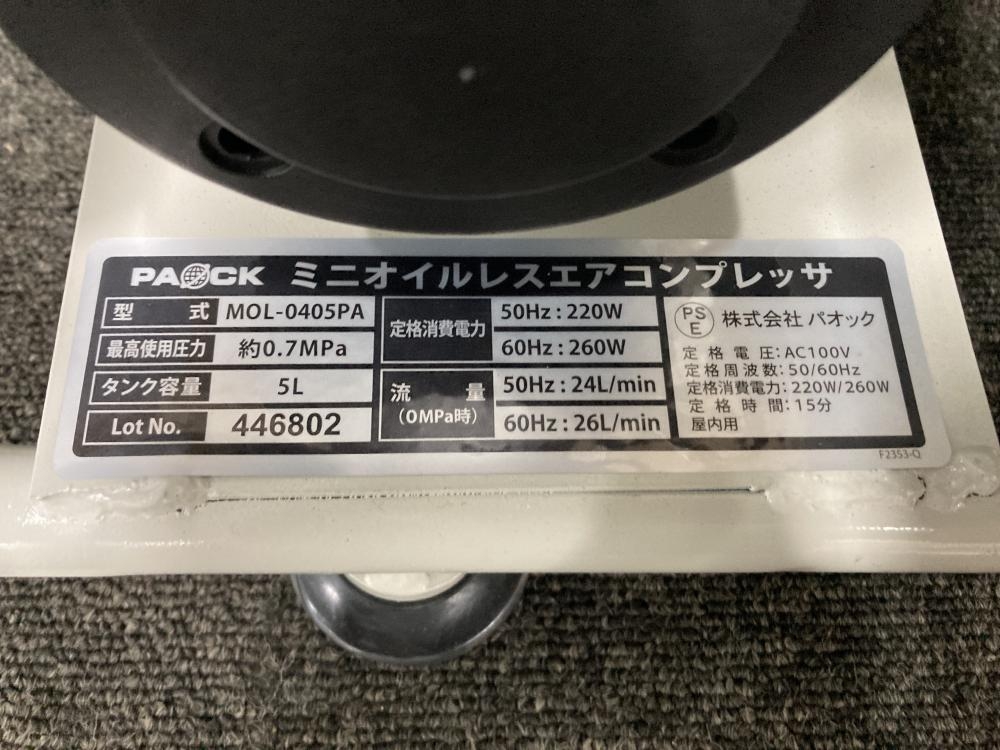 PAOCK ミニオイルレスエアコンプレッサ
型 式 MOL-0405PA
最高使用圧力 約0.7MPa
タンク容量 5L
Lot No. 446802
定格消費電力 50Hz : 220W
60Hz : 260W
流 量 (0MPa時) 50Hz : 24L/min
60Hz : 26L/min
PS E 株式会社 パオック
定格電圧:AC100V
定格周波数:50/60Hz
定格消費電力:220W/260W
定格時間:15分
屋内用
F2353-Q